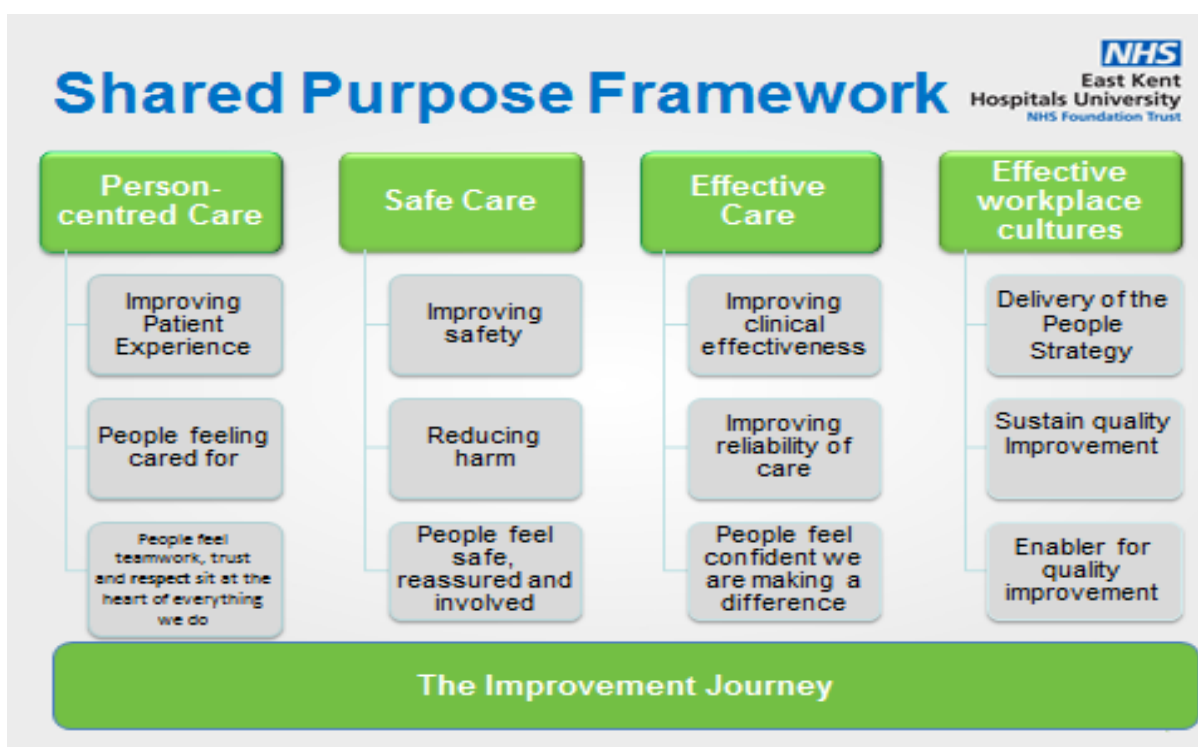 Shared Purpose Framework
NHS
East Kent
Hospitals University
NHS Foundation Trust
Person-
centred Care
Improving
Patient
Experience
People feeling
cared for
People feel
teamwork, trust
and respect sit at the
heart of everything
we do
Safe Care
Improving
safety
Reducing
harm
People feel
safe,
reassured and
involved
Effective
Care
Improving
clinical
effectiveness
Improving
reliability of
care
People feel
confident we
are making a
difference
Effective
workplace
cultures
Delivery of the
People
Strategy
Sustain quality
Improvement
Enabler for
quality
improvement
The Improvement Journey